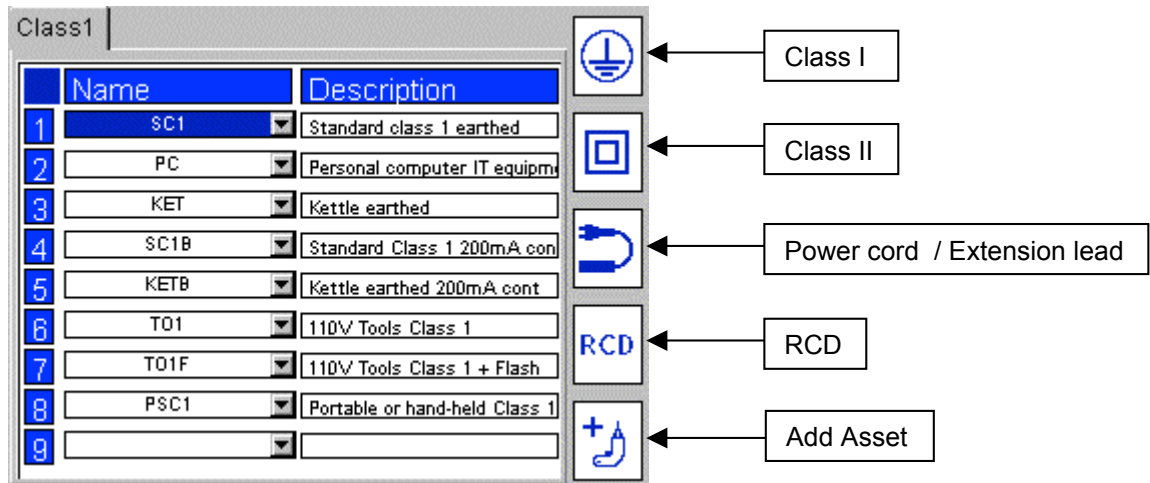 Class1
Name Description
1 SC1 Standard class 1 earthed
2 PC Personal computer IT equipm
3 KET Kettle earthed
4 SC1B Standard Class 1 200mA con
5 KETB Kettle earthed 200mA cont
6 TO1 110V Tools Class 1
7 TO1F 110V Tools Class 1 + Flash
8 PSC1 Portable or hand-held Class 1
9
RCD
Class I
Class II
Power cord / Extension lead
RCD
Add Asset